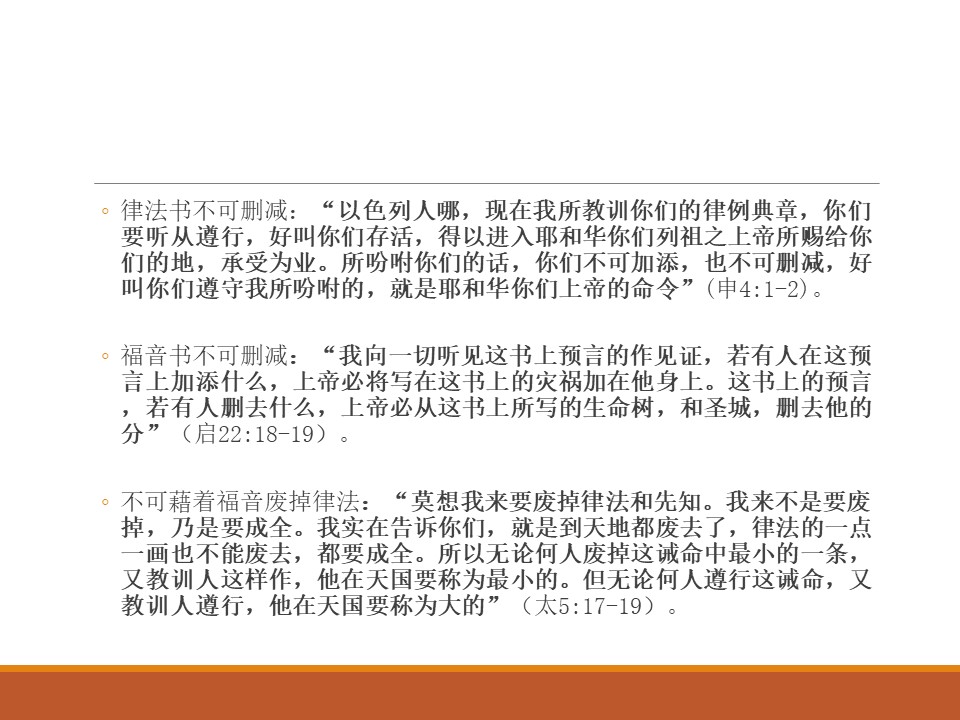 ◦ 律法书不可删减：“以色列人哪，现在我所教训你们的律例典章，你们
要听从遵行，好叫你们存活，得以进入耶和华你们列祖之上帝所赐给你
们的地，承受为业。所吩咐你们的话，你们不可加添，也不可删减，好
叫你们遵守我所吩咐的，就是耶和华你们上帝的命令”(申4:1-2)。
◦ 福音书不可删减：“我向一切听见这书上预言的作见证，若有人在这预
言上加添什么，上帝必将写在这书上的灾祸加在他身上。这书上的预言
，若有人删去什么，上帝必从这书上所写的生命树，和圣城，删去他的
分”（启22:18-19）。
◦ 不可藉着福音废掉律法：“莫想我来要废掉律法和先知。我来不是要废
掉，乃是要成全。我实在告诉你们，就是到天地都废去了，律法的一点
一画也不能废去，都要成全。所以无论何人废掉这诫命中最小的一条，
又教训人这样作，他在天国要称为最小的。但无论何人遵行这诫命，又
教训人遵行，他在天国要称为大的”（太5:17-19）。